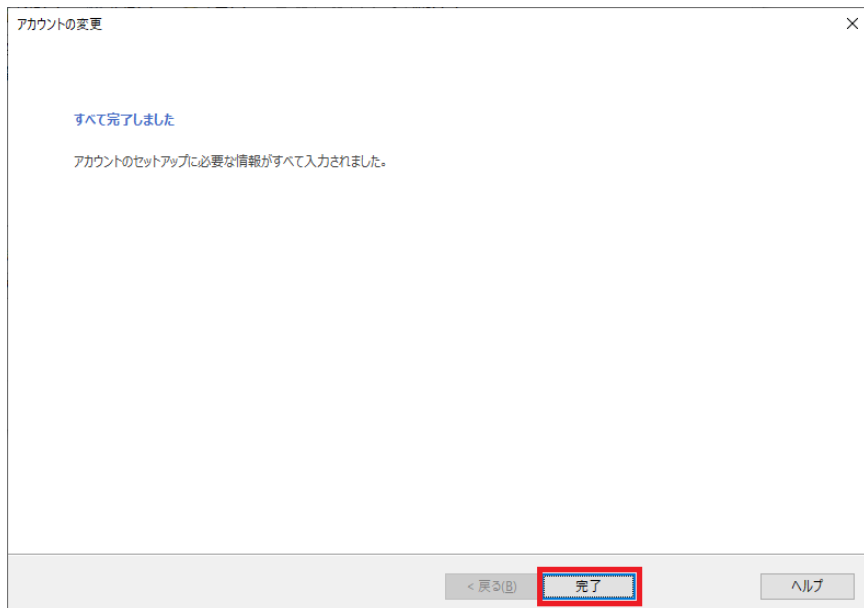 アカウントの変更
すべて完了しました
アカウントのセットアップに必要な情報がすべて入力されました。
< 戻る(B)
完了
ヘルプ